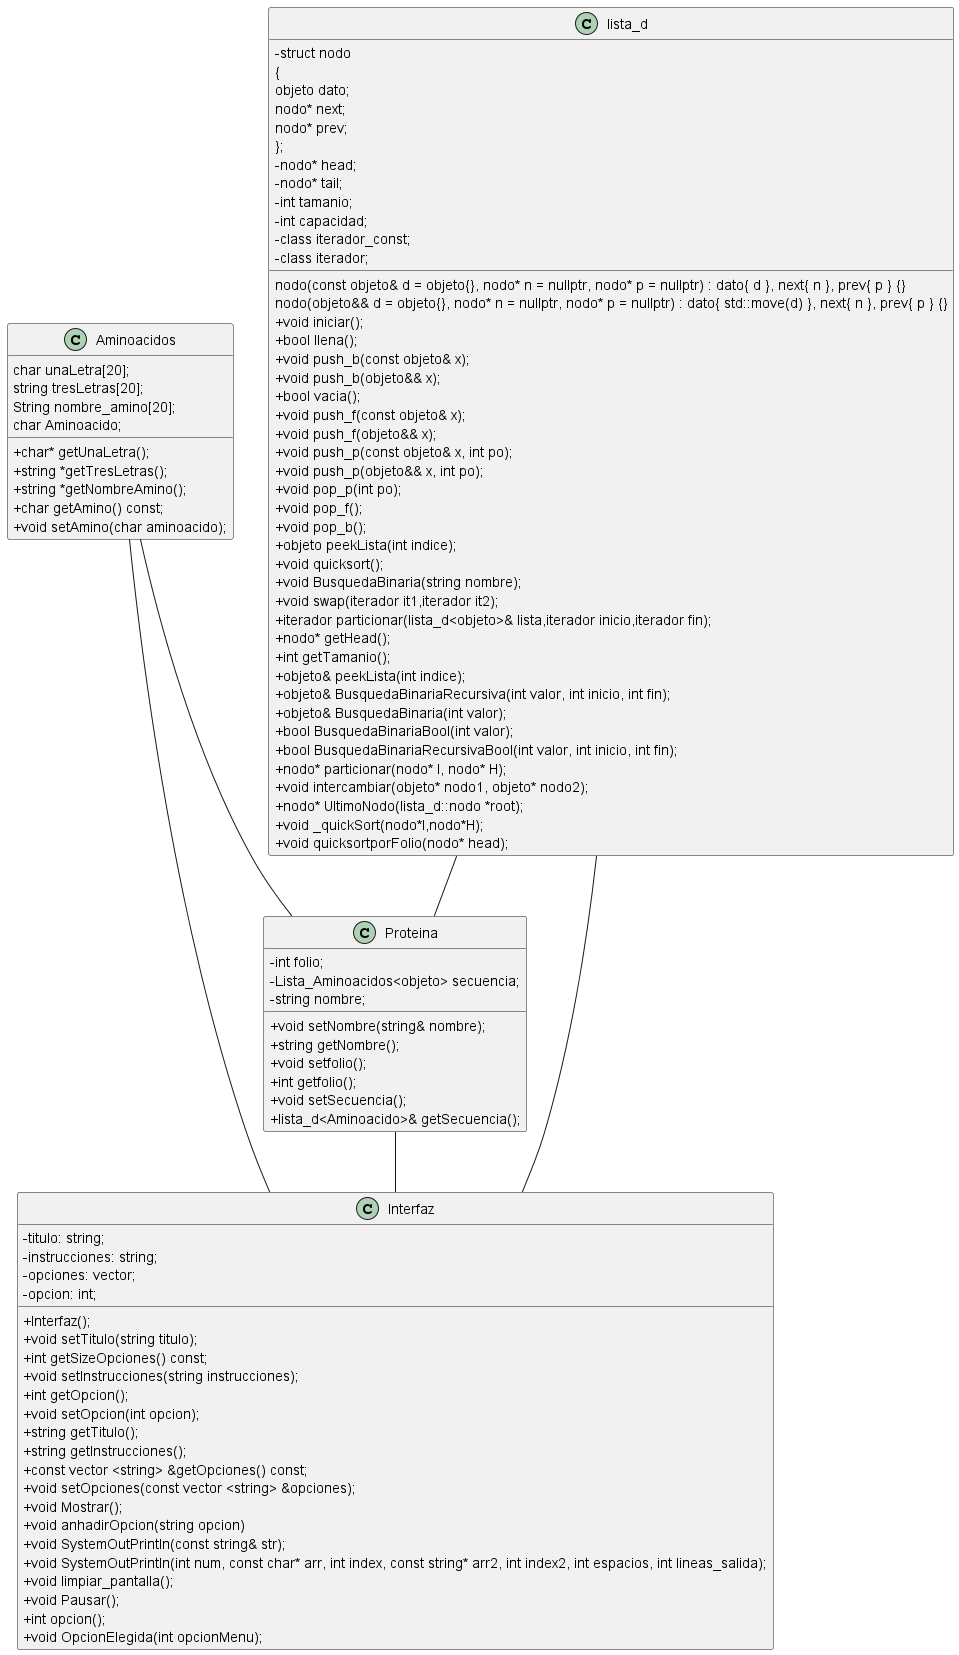 C lista_d
-struct nodo
{
objeto dato;
nodo* next;
nodo* prev;
};
-nodo* head;
-nodo* tail;
-int tamanio;
-int capacidad;
-class iterador_const;
-class iterador;
nodo(const objeto& d = objeto{}, nodo* n = nullptr, nodo* p = nullptr) : dato{ d }, next{ n }, prev{ p } {}
nodo(objeto&& d = objeto{}, nodo* n = nullptr, nodo* p = nullptr) : dato{ std::move(d) }, next{ n }, prev{ p } {}
+void iniciar();
+bool llena();
+void push_b(const objeto& x);
+void push_b(objeto&& x);
+bool vacia();
+void push_f(const objeto& x);
+void push_f(objeto&& x);
+void push_p(const objeto& x, int po);
+void push_p(objeto&& x, int po);
+void pop_p(int po);
+void pop_f();
+void pop_b();
+objeto peekLista(int indice);
+void quicksort();
+void BusquedaBinaria(string nombre);
+void swap(iterador it1,iterador it2);
+iterador particionar(lista_d<objeto>& lista,iterador inicio,iterador fin);
+nodo* getHead();
+int getTamanio();
+objeto& peekLista(int indice);
+objeto& BusquedaBinariaRecursiva(int valor, int inicio, int fin);
+objeto& BusquedaBinaria(int valor);
+bool BusquedaBinariaBool(int valor);
+bool BusquedaBinariaRecursivaBool(int valor, int inicio, int fin);
+nodo* particionar(nodo* l, nodo* H);
+void intercambiar(objeto* nodo1, objeto* nodo2);
+nodo* UltimoNodo(lista_d::nodo *root);
+void _quickSort(nodo*l,nodo*H);
+void quicksortporFolio(nodo* head);
C Aminoacidos
char unaLetra[20];
string tresLetras[20];
String nombre_amino[20];
char Aminoacido;
+char* getUnaLetra();
+string *getTresLetras();
+string *getNombreAmino();
+char getAmino() const;
+void setAmino(char aminoacido);
C Proteina
-int folio;
-Lista_Aminoacidos<objeto> secuencia;
-string nombre;
+void setNombre(string& nombre);
+string getNombre();
+void setfolio();
+int getfolio();
+void setSecuencia();
+lista_d<Aminoacido>& getSecuencia();
C Interfaz
-titulo: string;
-instrucciones: string;
-opciones: vector;
-opcion: int;
+Interfaz();
+void setTitulo(string titulo);
+int getSizeOpciones() const;
+void setInstrucciones(string instrucciones);
+int getOpcion();
+void setOpcion(int opcion);
+string getTitulo();
+string getInstrucciones();
+const vector <string> &getOpciones() const;
+void setOpciones(const vector <string> &opciones);
+void Mostrar();
+void anhadirOpcion(string opcion)
+void SystemOutPrintln(const string& str);
+void SystemOutPrintln(int num, const char* arr, int index, const string* arr2, int index2, int espacios, int lineas_salida);
+void limpiar_pantalla();
+void Pausar();
+int opcion();
+void OpcionElegida(int opcionMenu);